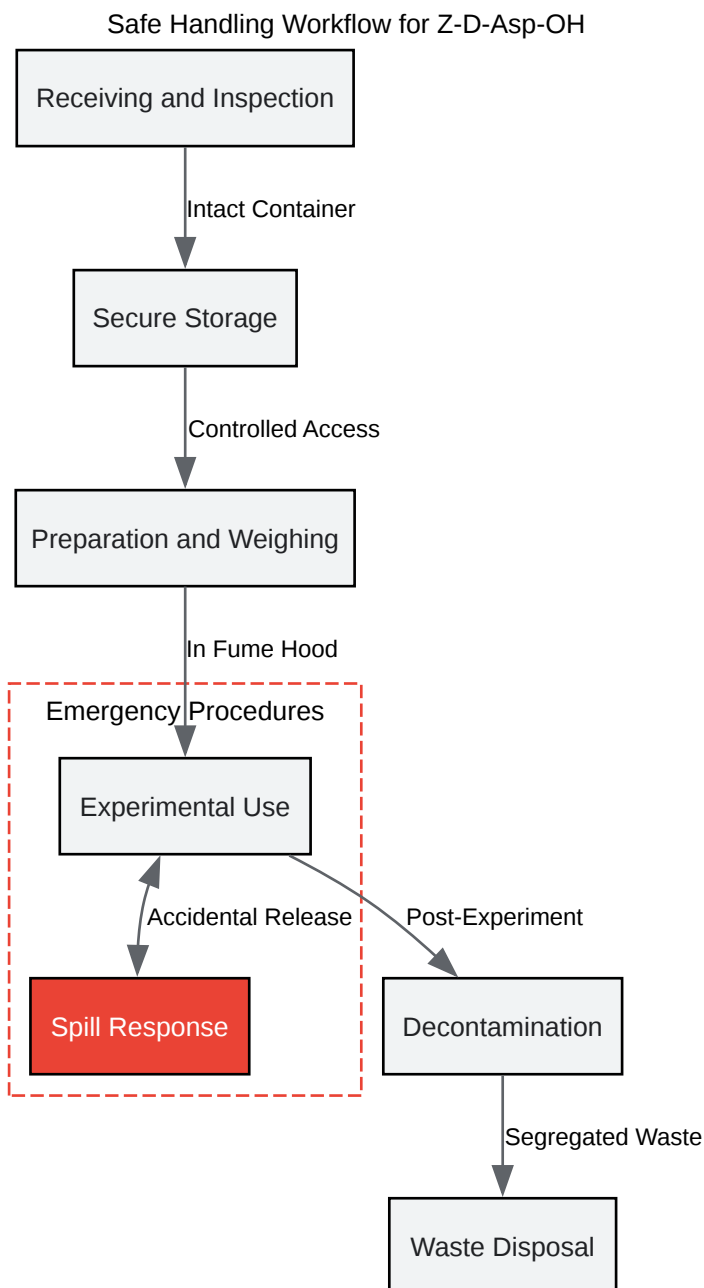 Safe Handling Workflow for Z-D-Asp-OH
Receiving and Inspection
Intact Container
Secure Storage
Controlled Access
Preparation and Weighing
In Fume Hood
Emergency Procedures
Experimental Use
Accidental Release
Post-Experiment
Spill Response
Decontamination
Segregated Waste
Waste Disposal